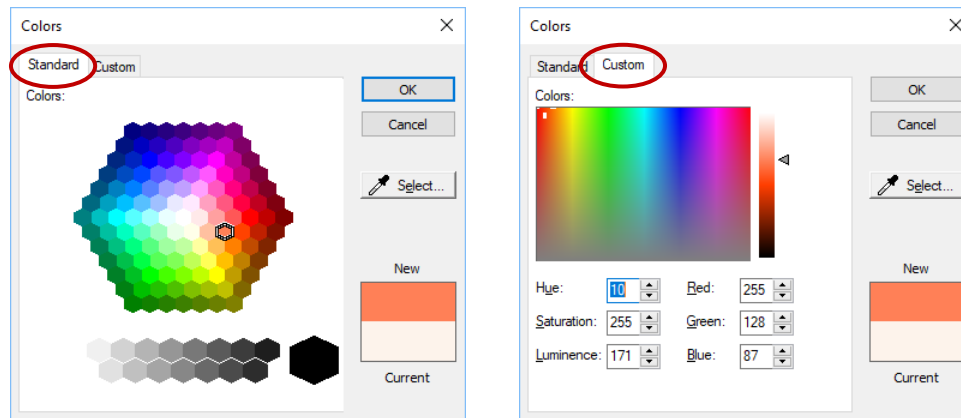 Colors
Standard Custom
Colors:
OK
Cancel
Select...
New
Current
Colors
Standard Custom
Colors:
OK
Cancel
Select...
Hue: 10 Red: 255
Saturation: 255 Green: 128
Luminence: 171 Blue: 87
New
Current